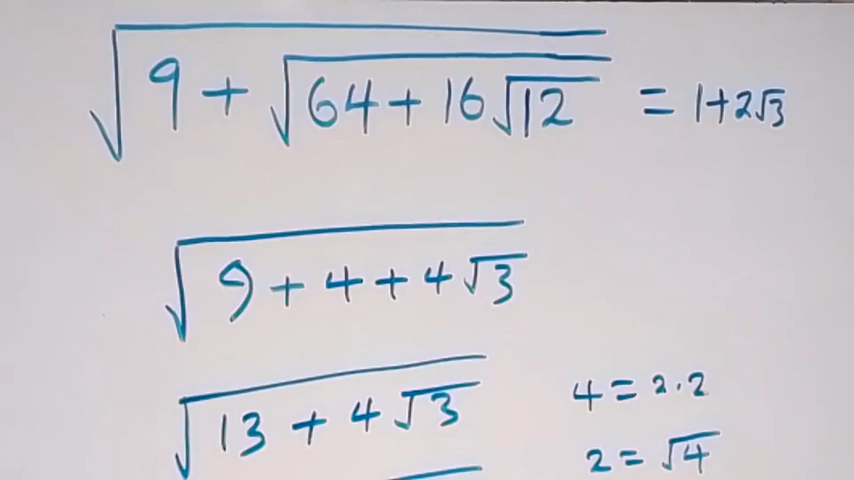 √(9 + √(64 + 16√12)) = 1+2√3
√(9 + 4 + 4√3)
√(13 + 4√3)
4 = 2·2
2 = √4